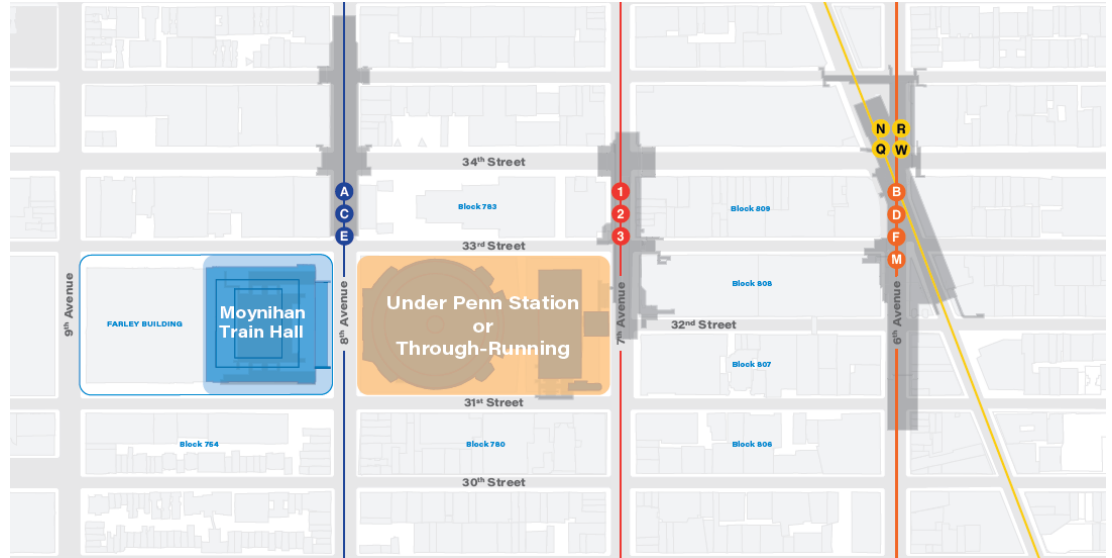 N R
Q W
34th Street
A
C
E
Block 783
1
2
3
Block 809
B
D
F
M
33rd Street
9th Avenue
FARLEY BUILDING
Moynihan
Train Hall
8th Avenue
Under Penn Station
or
Through-Running
7th Avenue
Block 808
32nd Street
6th Avenue
Block 807
31st Street
Block 754
Block 780
Block 806
30th Street